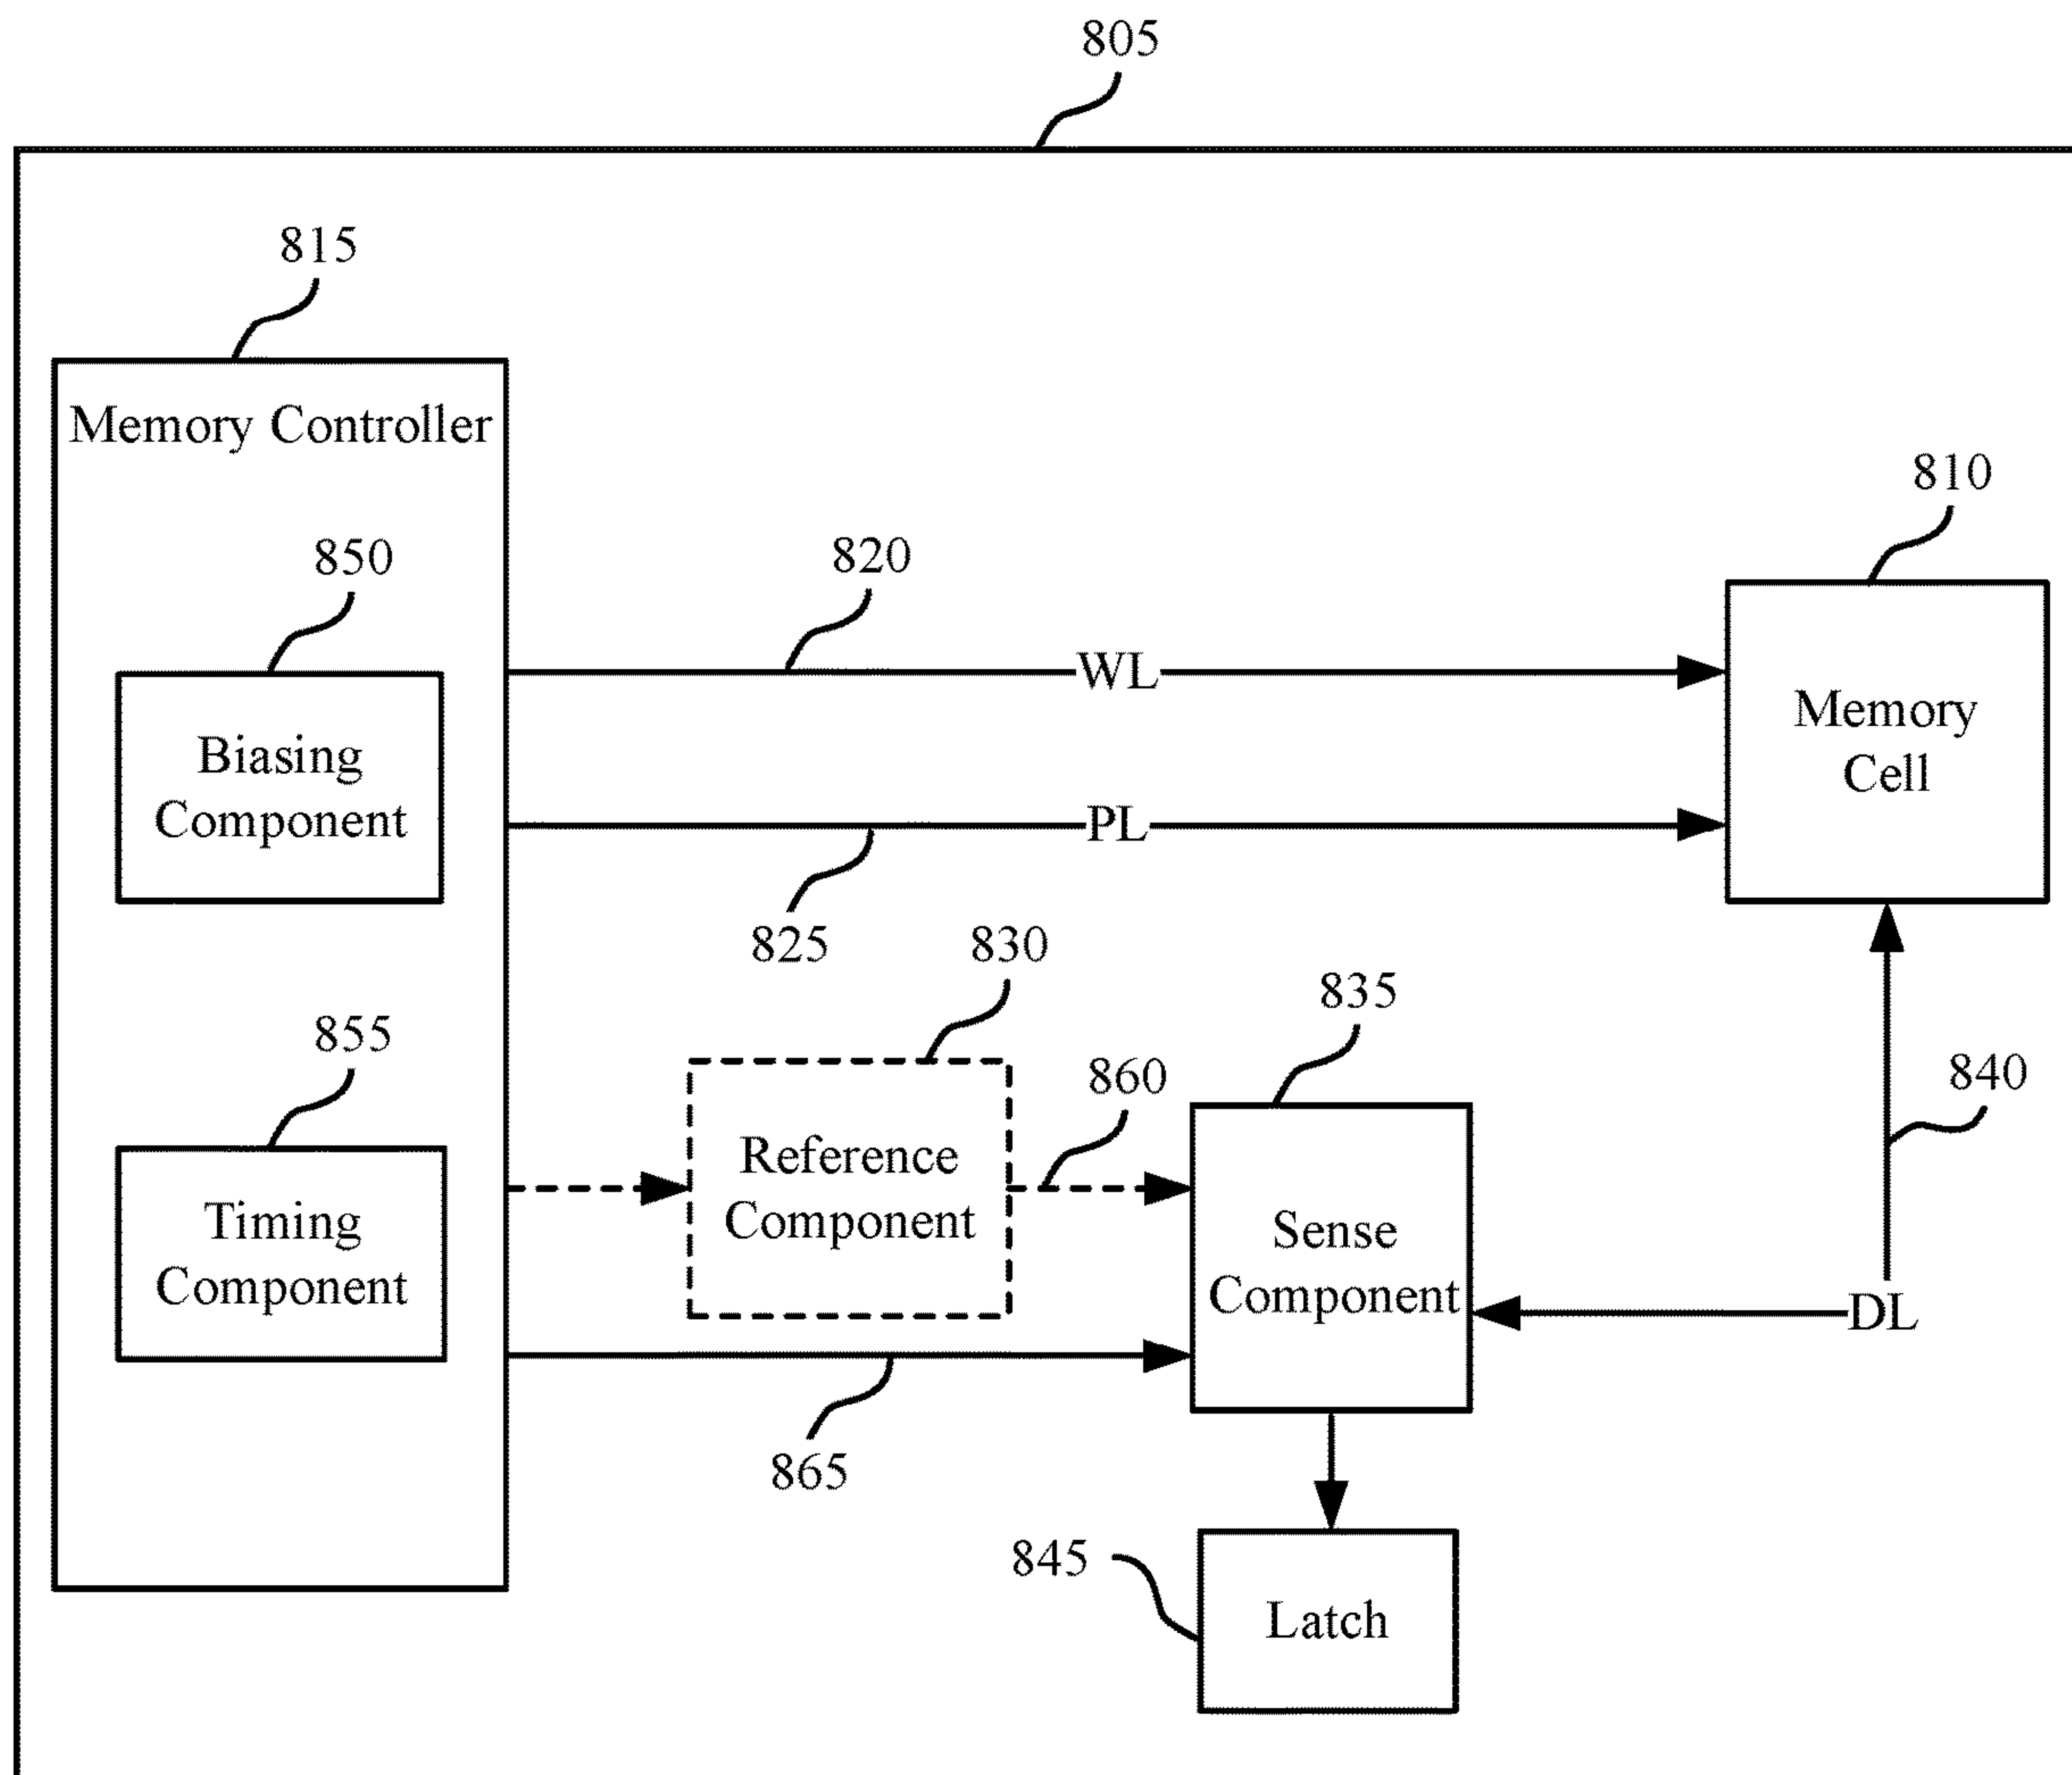 805
815
Memory Controller
810
850
820
WL
Memory
Cell
Biasing
Component
PL
825
830
835
855
860
840
Reference
Component
Sense
Component
Timing
Component
DL
865
845
Latch